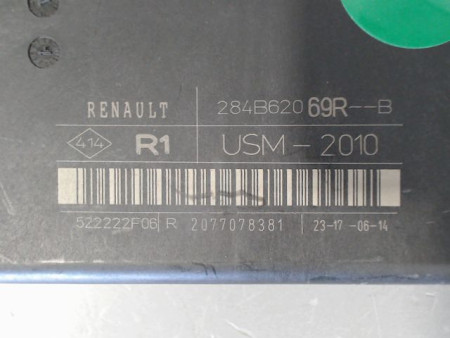 RENAULT 284B620 69R--B
414 R1 USM - 2010
522222F06 R 2077078381 23-17 -06-14